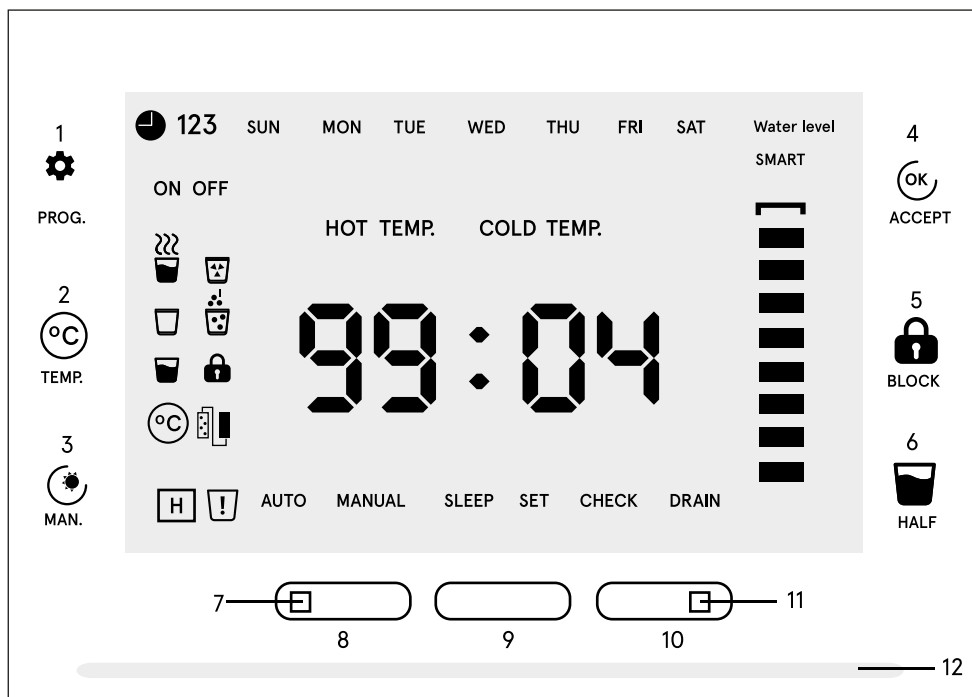 123 SUN MON TUE WED THU FRI SAT Water level
SMART
1
PROG.
ON OFF
HOT TEMP. COLD TEMP.
4
OK
ACCEPT
2
°C
TEMP.
99:04
5
BLOCK
°C
3
MAN.
6
HALF
H ! AUTO MANUAL SLEEP SET CHECK DRAIN
7
11
8 9 10
12